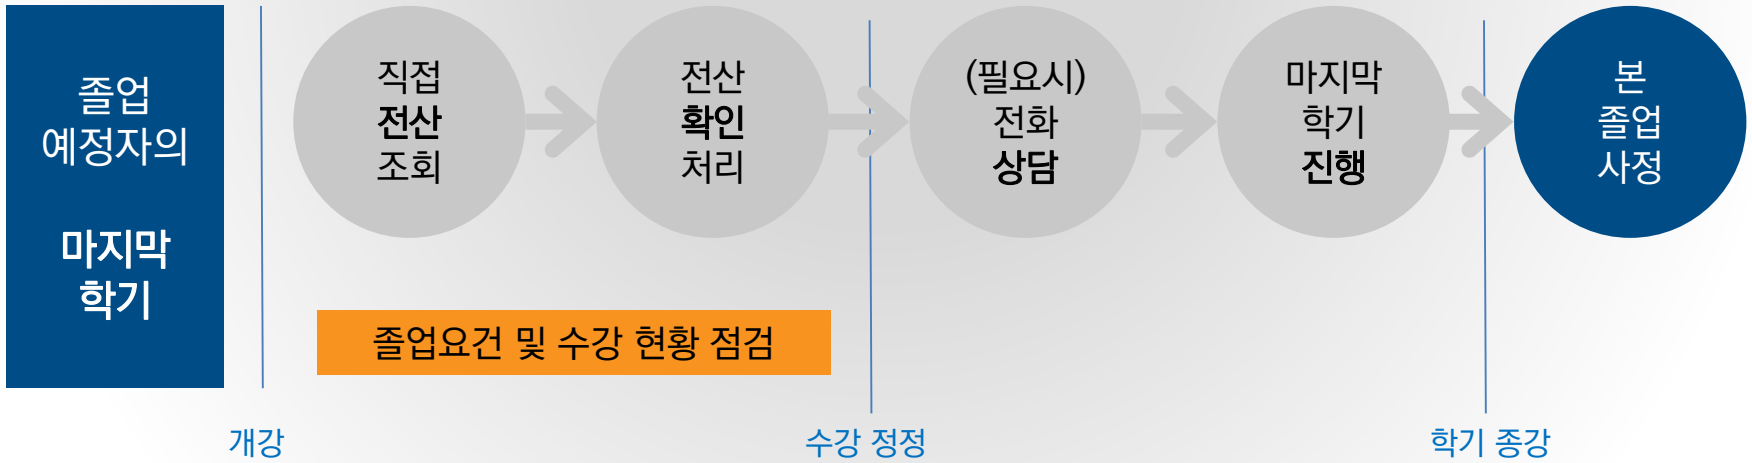 졸업
예정자의
마지막
학기
직접
전산
조회
전산
확인
처리
(필요시)
전화
상담
마지막
학기
진행
본
졸업
사정
졸업요건 및 수강 현황 점검
개강
수강 정정
학기 종강